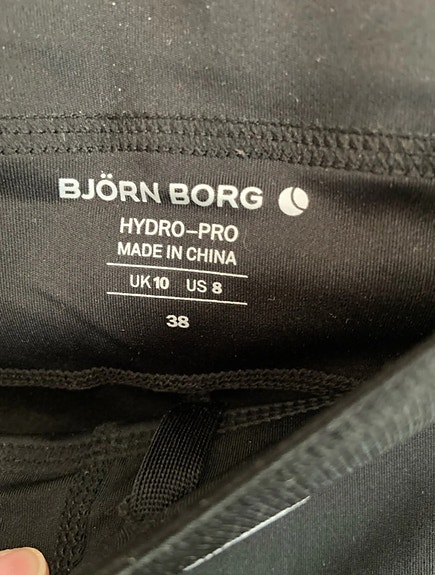 BJÖRN BORG
HYDRO-PRO
MADE IN CHINA
UK 10 US 8
38